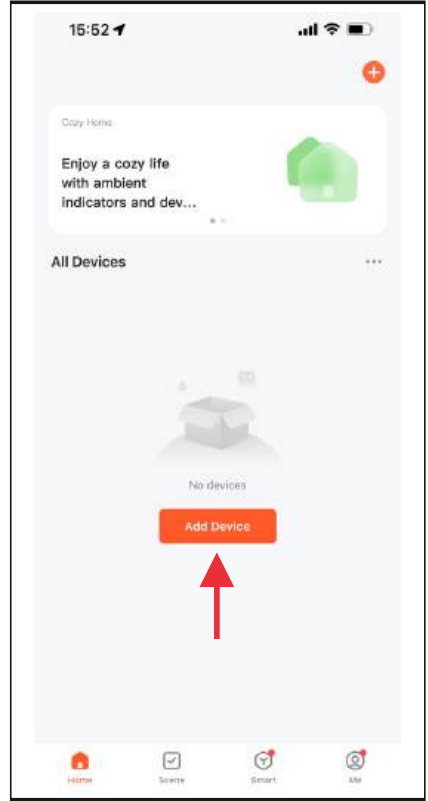 15:52
Cozy Home
Enjoy a cozy life
with ambient
indicators and dev...
All Devices
No devices
Add Device
Home
Scene
Smart
Me